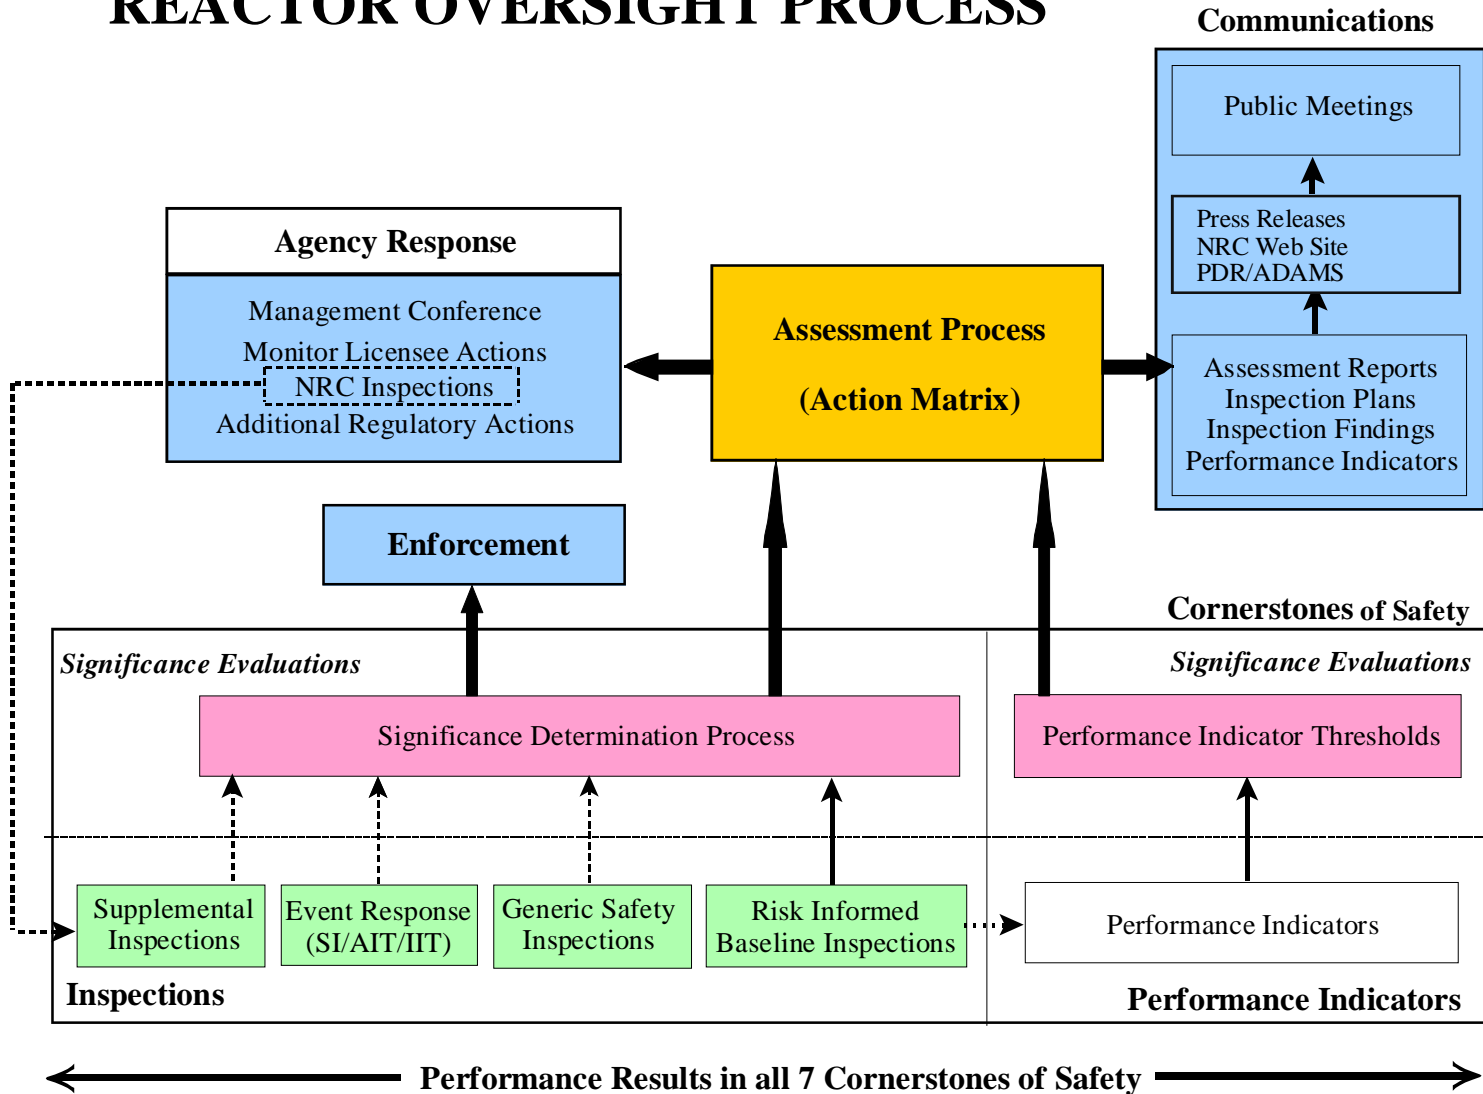 REACTOR OVERSIGHT PROCESS
Communications
Public Meetings
Press Releases
NRC Web Site
PDR/ADAMS
Assessment Reports
Inspection Plans
Inspection Findings
Performance Indicators
Agency Response
Management Conference
Monitor Licensee Actions
NRC Inspections
Additional Regulatory Actions
Assessment Process
(Action Matrix)
Enforcement
Cornerstones of Safety
Significance Evaluations
Significance Evaluations
Significance Determination Process
Performance Indicator Thresholds
Supplemental
Inspections
Event Response
(SI/AIT/IIT)
Generic Safety
Inspections
Risk Informed
Baseline Inspections
Performance Indicators
Inspections
Performance Indicators
Performance Results in all 7 Cornerstones of Safety